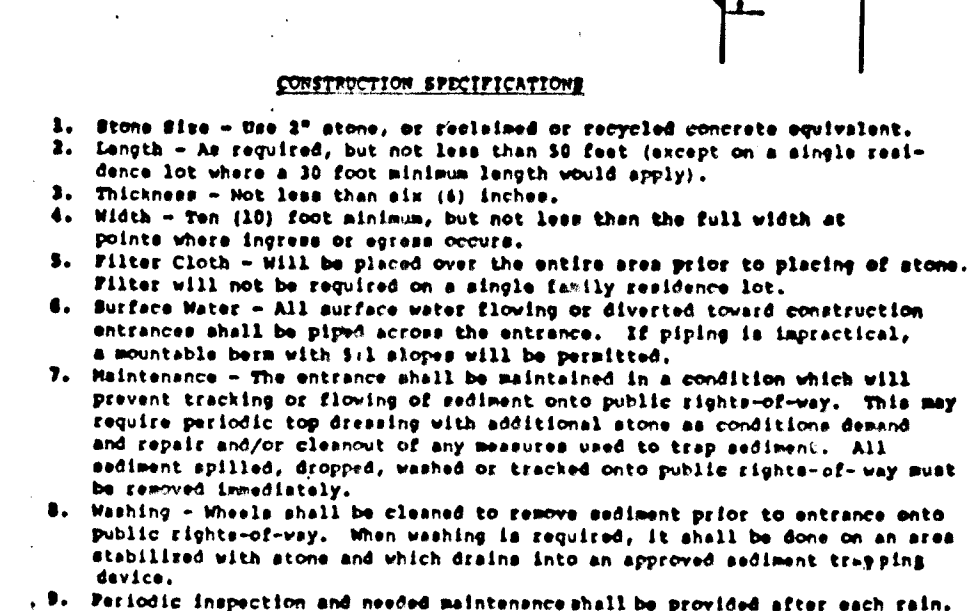 CONSTRUCTION SPECIFICATIONS
1. Stone Size - Use 2" stone, or reclaimed or recycled concrete equivalent.
2. Length - As required, but not less than 50 feet (except on a single resi-
dence lot where a 30 foot minimum length would apply).
3. Thickness - Not less than six (6) inches.
4. Width - Ten (10) foot minimum, but not less than the full width at
points where ingress or egress occurs.
5. Filter Cloth - Will be placed over the entire area prior to placing of stone.
Filter will not be required on a single family residence lot.
6. Surface Water - All surface water flowing or diverted toward construction
entrances shall be piped across the entrance. If piping is impractical,
a mountable berm with 5:1 slopes will be permitted.
7. Maintenance - The entrance shall be maintained in a condition which will
prevent tracking or flowing of sediment onto public rights-of-way. This may
require periodic top dressing with additional stone as conditions demand
and repair and/or cleanout of any measures used to trap sediment. All
sediment spilled, dropped, washed or tracked onto public rights-of-way must
be removed immediately.
8. Washing - Wheels shall be cleaned to remove sediment prior to entrance onto
public rights-of-way. When washing is required, it shall be done on an area
stabilized with stone and which drains into an approved sediment trapping
device.
9. Periodic inspection and needed maintenance shall be provided after each rain.